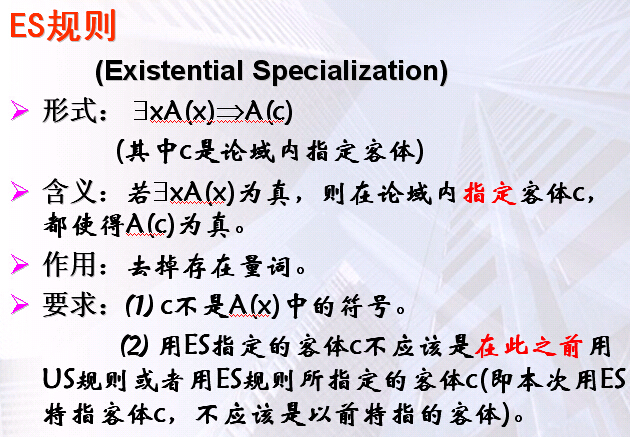 ES规则
(Existential Specialization)
➤ 形式：∃xA(x)⇒A(c)
(其中c是论域内指定客体)
➤ 含义：若∃xA(x)为真，则在论域内指定客体c，
都使得A(c)为真。
➤ 作用：去掉存在量词。
➤ 要求：(1) c不是A(x)中的符号。
(2) 用ES指定的客体c不应该是在此之前用
US规则或者用ES规则所指定的客体c(即本次用ES
特指客体c，不应该是以前特指的客体)。